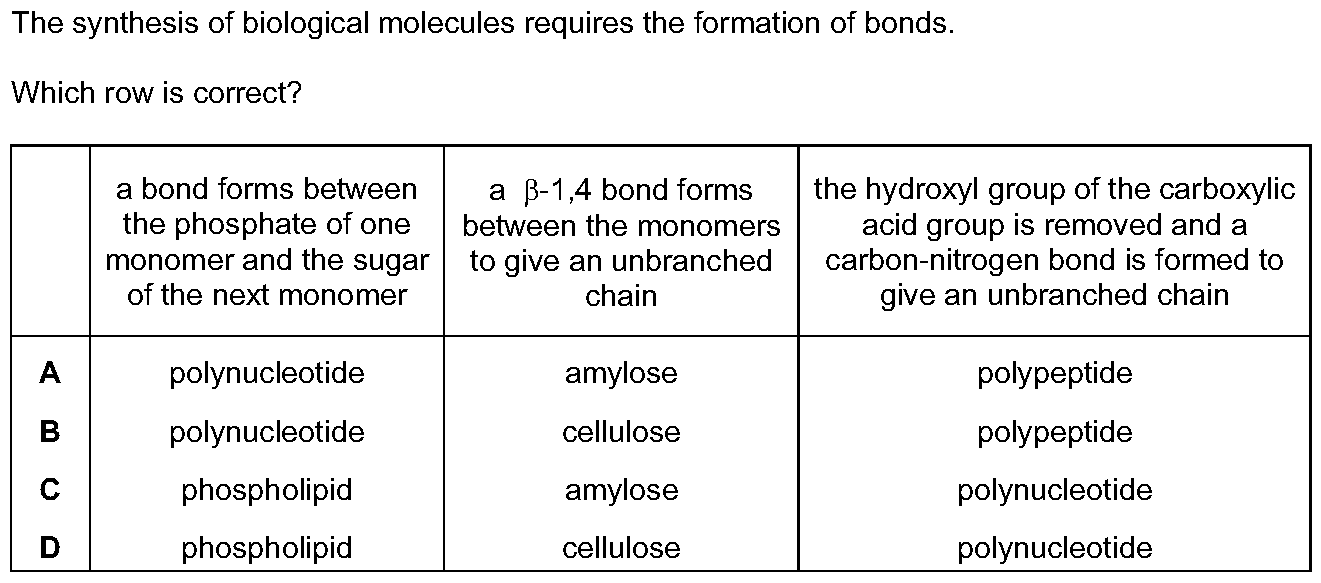 The synthesis of biological molecules requires the formation of bonds.
Which row is correct?
a bond forms between
the phosphate of one
monomer and the sugar
of the next monomer
a β-1,4 bond forms
between the monomers
to give an unbranched
chain
the hydroxyl group of the carboxylic
acid group is removed and a
carbon-nitrogen bond is formed to
give an unbranched chain
A polynucleotide amylose polypeptide
B polynucleotide cellulose polypeptide
C phospholipid amylose polynucleotide
D phospholipid cellulose polynucleotide